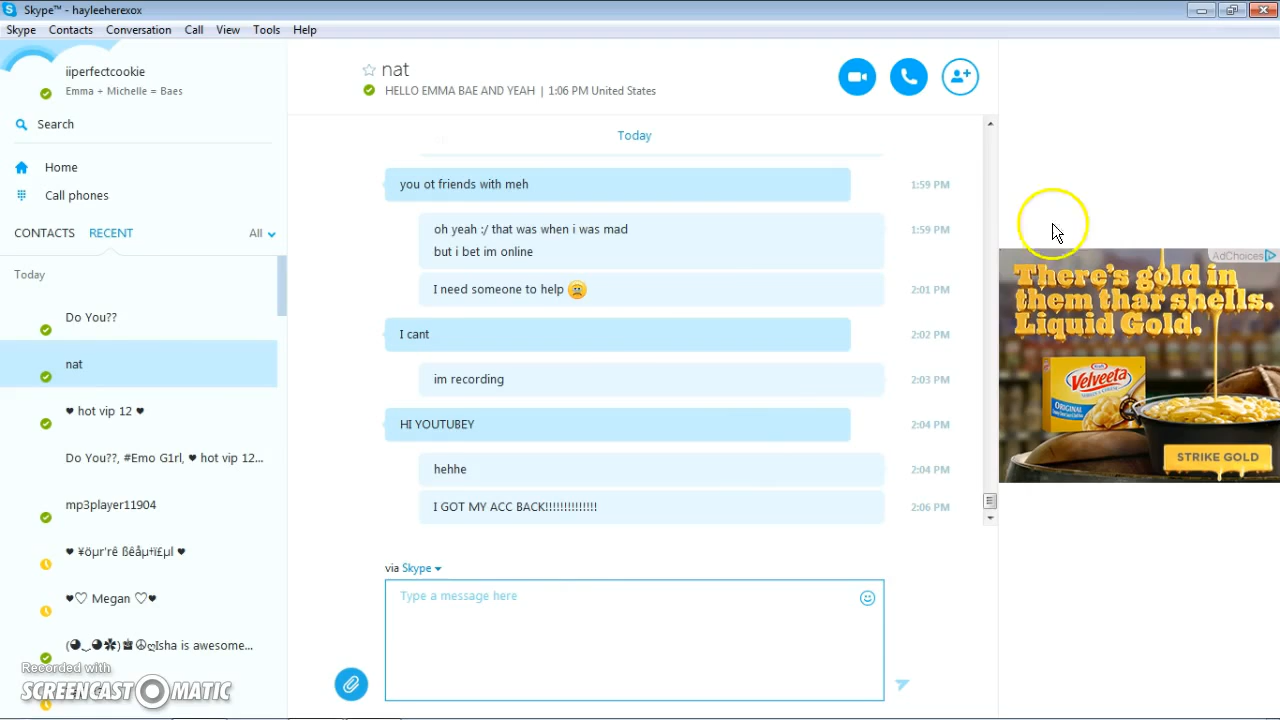 Skype™ - hayleeherexox
Skype Contacts Conversation Call View Tools Help
iiperfectcookie
Emma + Michelle = Baes
Search
Home
Call phones
CONTACTS RECENT All
Today
Do You??
nat
♥ hot vip 12 ♥
Do You??, #Emo G1rl, ♥ hot vip 12...
mp3player11904
♥ ¥öµr'rê ßêåµ†ï£µl ♥
♥♡ Megan ♡♥
Isha is awesome...
Recorded with
SCREENCAST O MATIC
nat
HELLO EMMA BAE AND YEAH | 1:06 PM United States
Today
you ot friends with meh 1:59 PM
oh yeah :/ that was when i was mad 1:59 PM
but i bet im online
I need someone to help 2:01 PM
I cant 2:02 PM
im recording 2:03 PM
HI YOUTUBEY 2:04 PM
hehhe 2:04 PM
I GOT MY ACC BACK!!!!!!!!!!!!!! 2:06 PM
via Skype
Type a message here
AdChoices
There's gold in
them thar shells.
Liquid Gold.
Kraft
VELVEETA
ORIGINAL
STRIKE GOLD